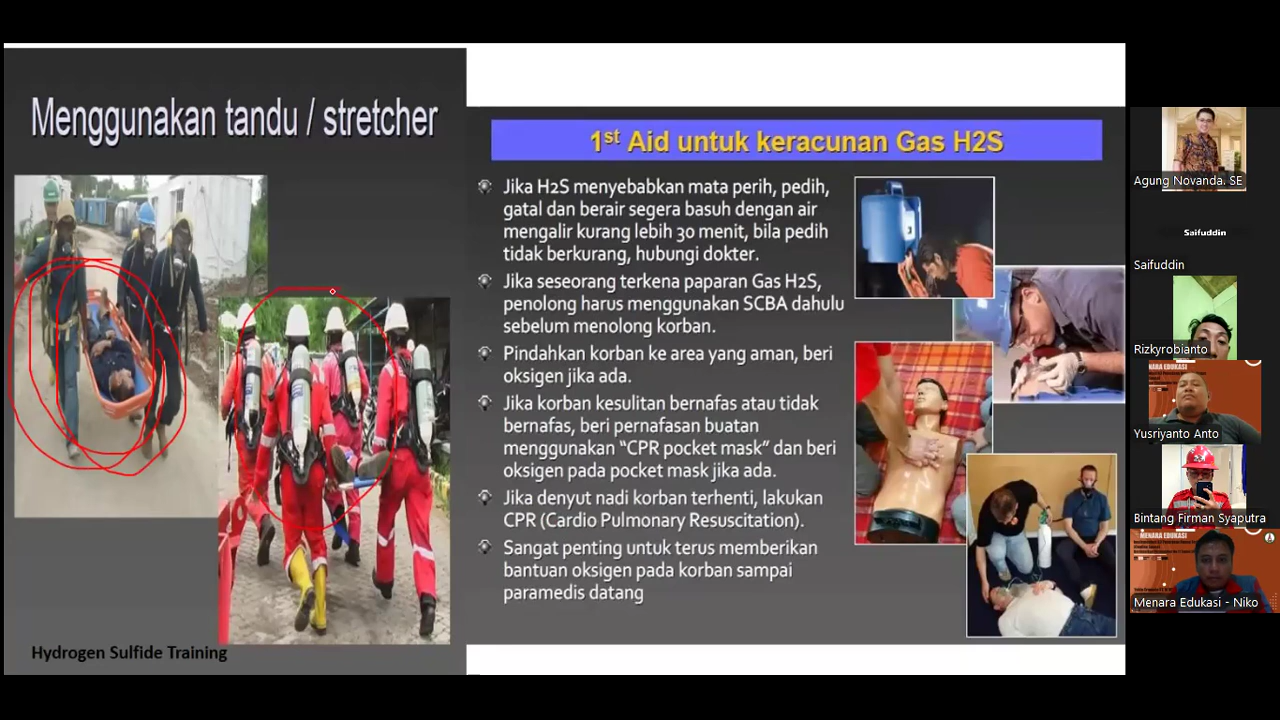 Menggunakan tandu / stretcher
Hydrogen Sulfide Training
1st Aid untuk keracunan Gas H2S
Jika H2S menyebabkan mata perih, pedih,
gatal dan berair segera basuh dengan air
mengalir kurang lebih 30 menit, bila pedih
tidak berkurang, hubungi dokter.
Jika seseorang terkena paparan Gas H2S,
penolong harus menggunakan SCBA dahulu
sebelum menolong korban.
Pindahkan korban ke area yang aman, beri
oksigen jika ada.
Jika korban kesulitan bernafas atau tidak
bernafas, beri pernafasan buatan
menggunakan “CPR pocket mask” dan beri
oksigen pada pocket mask jika ada.
Jika denyut nadi korban terhenti, lakukan
CPR (Cardio Pulmonary Resuscitation).
Sangat penting untuk terus memberikan
bantuan oksigen pada korban sampai
paramedis datang
Agung Novanda. SE
Saifuddin
Saifuddin
Rizkyrobianto
MENARA EDUKASI
Yusriyanto Anto
Bintang Firman Syaputra
MENARA EDUKASI
Menara Edukasi - Niko